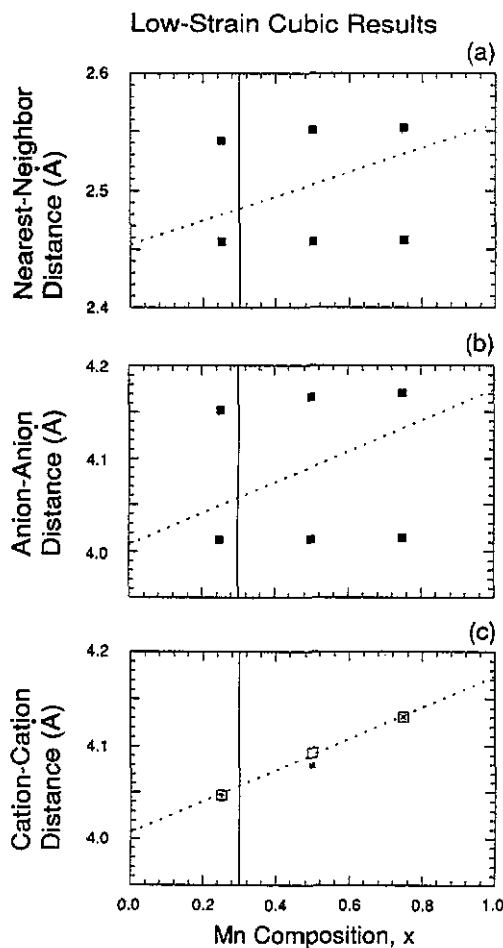 Low-Strain Cubic Results
(a)
2.6
2.5
2.4
Nearest-Neighbor
Distance (Å)
(b)
4.2
4.1
4.0
Anion-Anion
Distance (Å)
(c)
4.2
4.1
4.0
Cation-Cation
Distance (Å)
0.0 0.2 0.4 0.6 0.8 1.0
Mn Composition, x